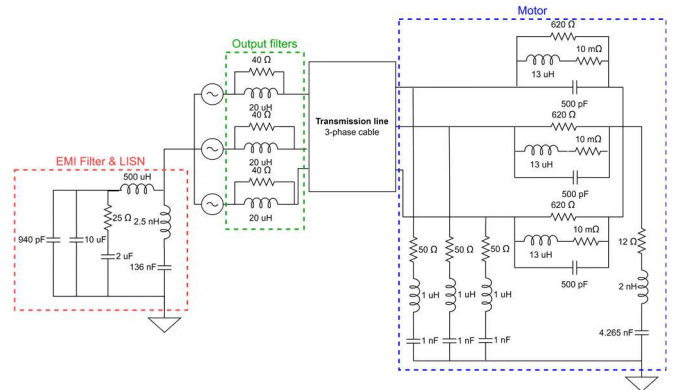 Motor
620 Ω
10 mΩ
13 uH
500 pF
Output filters
40 Ω
20 uH
40 Ω
20 uH
40 Ω
20 uH
Transmission line
3-phase cable
620 Ω
10 mΩ
13 uH
500 pF
620 Ω
10 mΩ
13 uH
500 pF
EMI Filter & LISN
500 uH
25 Ω
2.5 nH
940 pF
10 uF
2 uF
136 nF
50 Ω
50 Ω
50 Ω
12 Ω
1 uH
1 uH
1 uH
2 nH
1 nF
1 nF
1 nF
4.265 nF